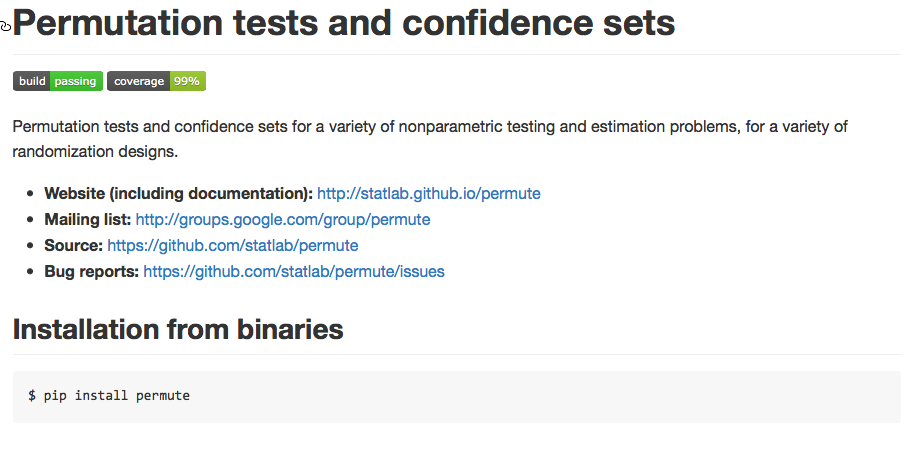 Permutation tests and confidence sets
build passing coverage 99%
Permutation tests and confidence sets for a variety of nonparametric testing and estimation problems, for a variety of
randomization designs.
• Website (including documentation): http://statlab.github.io/permute
• Mailing list: http://groups.google.com/group/permute
• Source: https://github.com/statlab/permute
• Bug reports: https://github.com/statlab/permute/issues
Installation from binaries
$ pip install permute